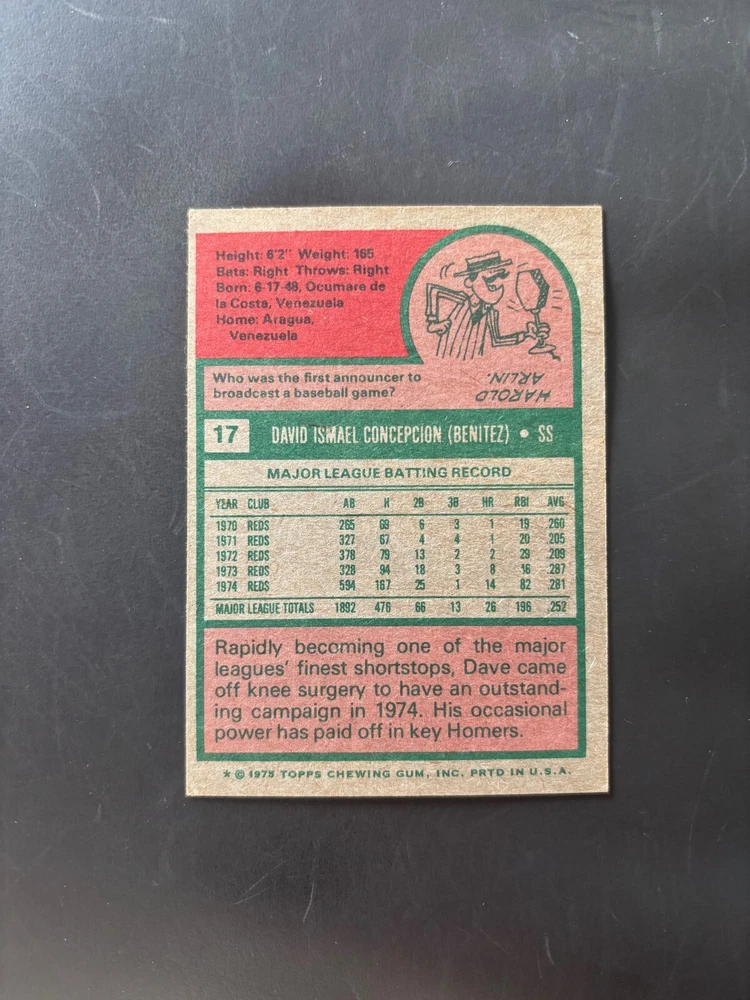 Height: 6'2" Weight: 165
Bats: Right Throws: Right
Born: 6-17-48, Ocumare de
la Costa, Venezuela
Home: Aragua,
Venezuela
Who was the first announcer to
broadcast a baseball game?
HAROLD
ARLIN.
17 DAVID ISMAEL CONCEPCION (BENITEZ) • SS
MAJOR LEAGUE BATTING RECORD
YEAR CLUB AB H 2B 3B HR RBI AVG
1970 REDS 265 69 6 3 1 19 .260
1971 REDS 327 67 4 4 1 20 .205
1972 REDS 378 79 13 2 2 29 .209
1973 REDS 328 94 18 3 8 46 .287
1974 REDS 594 167 25 1 14 82 .281
MAJOR LEAGUE TOTALS 1892 476 66 13 26 196 .252
Rapidly becoming one of the major
leagues' finest shortstops, Dave came
off knee surgery to have an outstand-
ing campaign in 1974. His occasional
power has paid off in key Homers.
* © 1975 TOPPS CHEWING GUM, INC. PRTD IN U.S.A.